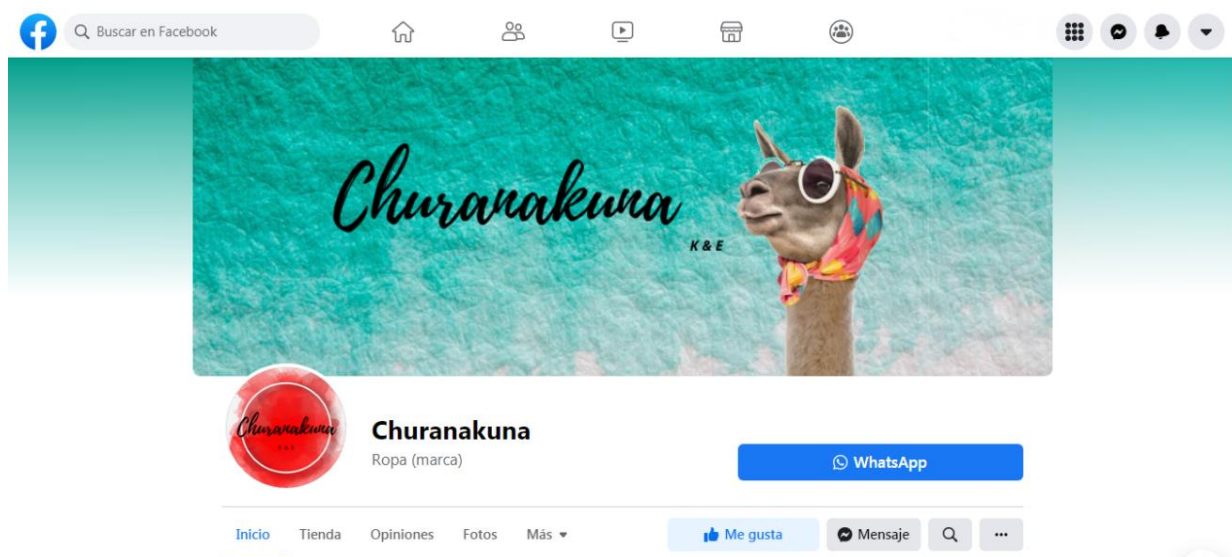 Buscar en Facebook
Churanakuna
K & E
Churanakuna
K & E
Churanakuna
Ropa (marca)
WhatsApp
Inicio Tienda Opiniones Fotos Más
Me gusta Mensaje